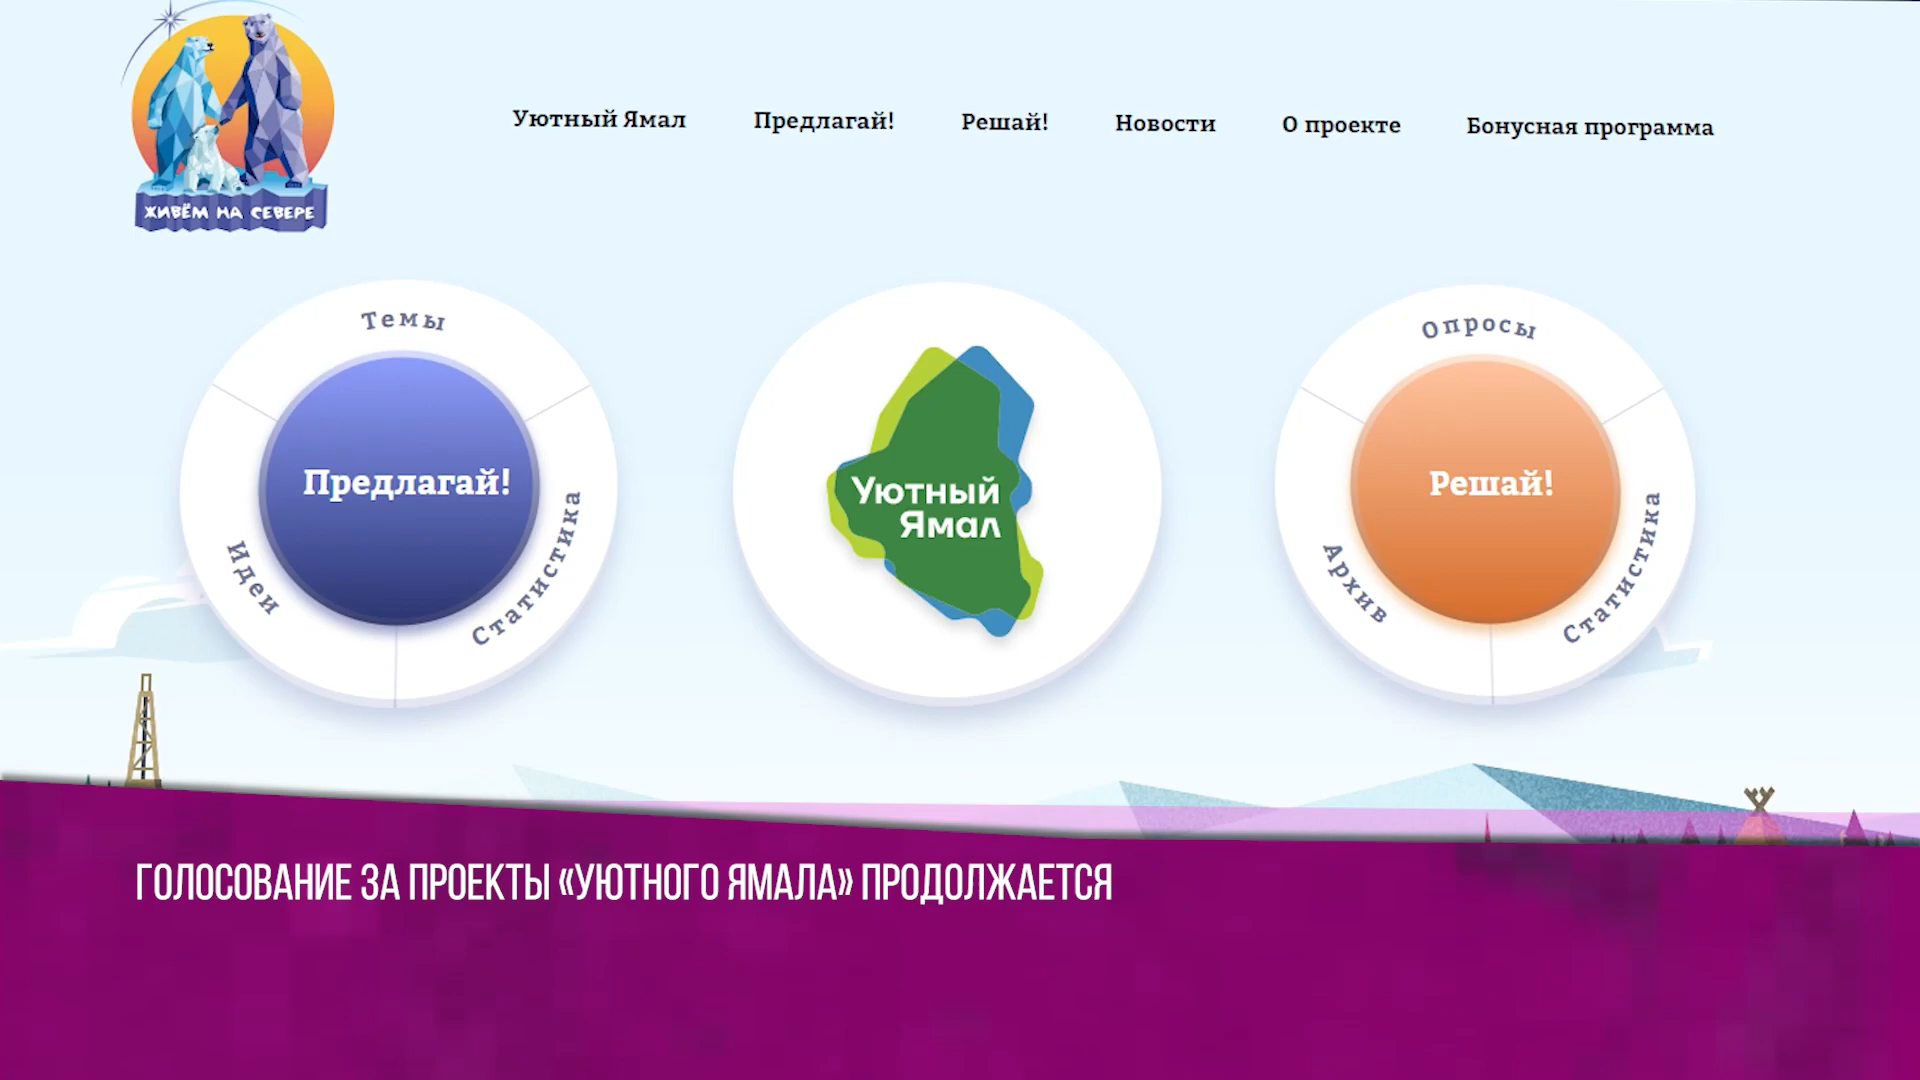 ЖИВЁМ НА СЕВЕРЕ
Уютный Ямал
Предлагай!
Решай!
Новости
О проекте
Бонусная программа
Темы
Предлагай!
Идеи
Статистика
Уютный
Ямал
Опросы
Решай!
Архив
Статистика
ГОЛОСОВАНИЕ ЗА ПРОЕКТЫ «УЮТНОГО ЯМАЛА» ПРОДОЛЖАЕТСЯ